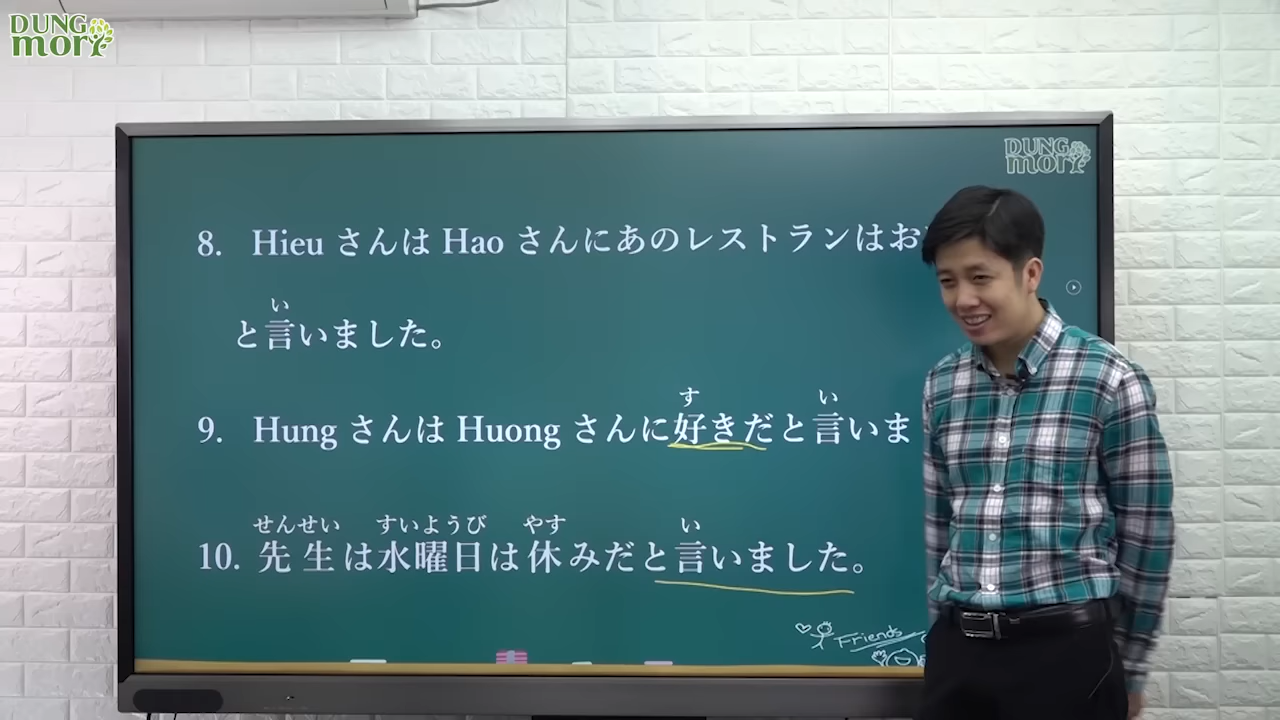 DUNG
mori
DUNG
mori
8. Hieu さんは Hao さんにあのレストランはお
い
と言いました。
す い
9. Hung さんは Huong さんに好きだと言いま
せんせい すいようび やす い
10. 先生は水曜日は休みだと言いました。
Friends